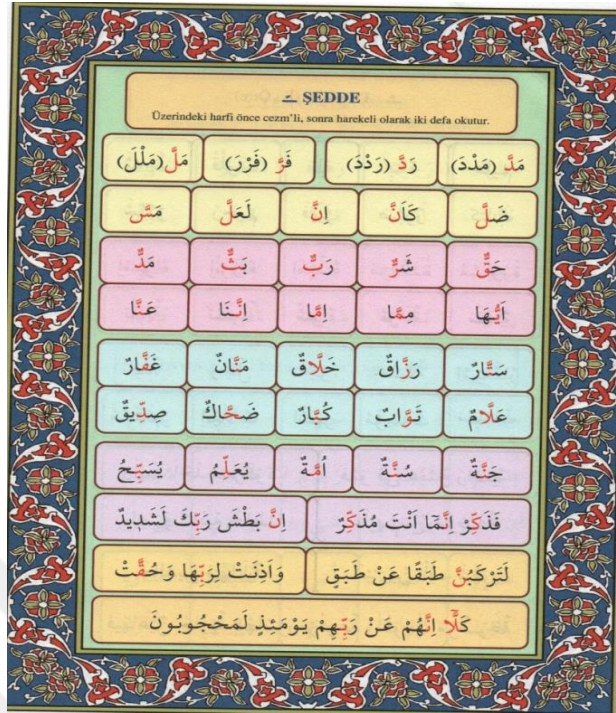 ـّ ŞEDDE
Üzerindeki harfi önce cezm'li, sonra harekeli olarak iki defa okutur.
مَدَّ (مَدْدَ) رَدَّ (رَدْدَ) فَرَّ (فَرْرَ) مَلَّ (مَلْلَ)
ضَلَّ كَاَنَّ اِنَّ لَعَلَّ مَسَّ
حَقٌّ شَرٌّ رَبٌّ بَثٌّ مَدٌّ
اَيُّهَا مِمَّا اِمَّا اِنَّنَا عَنَّا
سَتَّارٌ رَزَّاقٌ خَلَّاقٌ مَنَّانٌ غَفَّارٌ
عَلَّامٌ تَوَّابٌ كُبَّارٌ ضَحَّاكٌ صِدِّيقٌ
جَنَّةٌ سُنَّةٌ اُمَّةٌ يُعَلِّمُ يُسَبِّحُ
فَذَكِّرْ اِنَّمَا اَنْتَ مُذَكِّرٌ اِنَّ بَطْشَ رَبِّكَ لَشَدِيدٌ
لَتَرْكَبُنَّ طَبَقًا عَنْ طَبَقٍ وَاَذِنَتْ لِرَبِّهَا وَحُقَّتْ
كَلَّٓا اِنَّهُمْ عَنْ رَبِّهِمْ يَوْمَئِذٍ لَمَحْجُوبُونَ